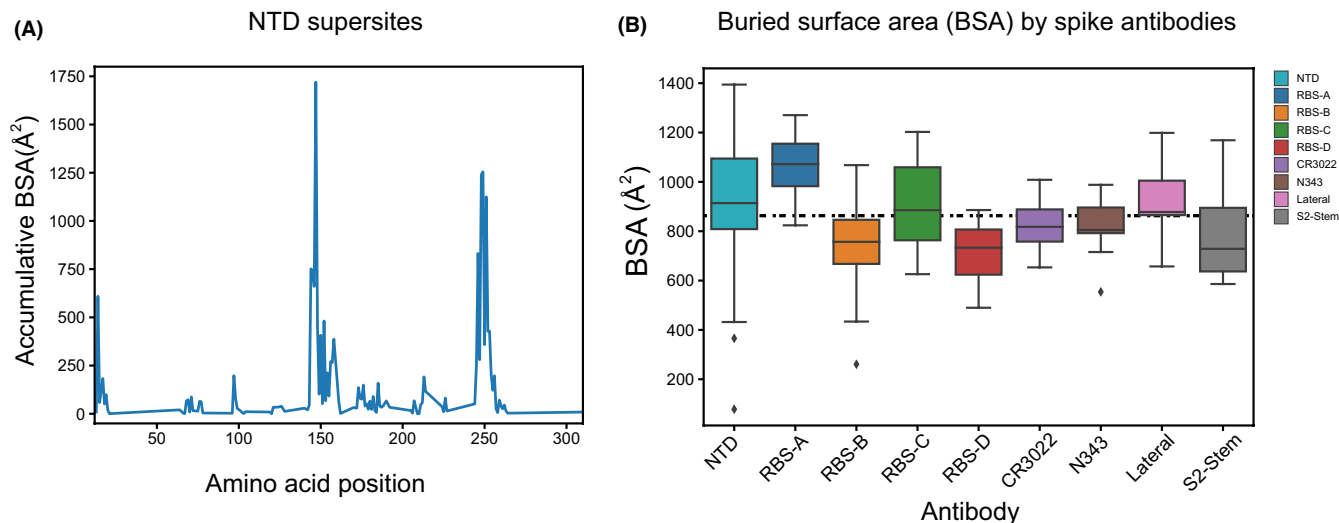 (A)
NTD supersites
Accumulative BSA(Å²)
1750
1500
1250
1000
750
500
250
0
50
100
150
200
250
300
Amino acid position
(B)
Buried surface area (BSA) by spike antibodies
BSA (Å²)
1400
1200
1000
800
600
400
200
NTD
RBS-A
RBS-B
RBS-C
RBS-D
CR3022
N343
Lateral
S2-Stem
Antibody
NTD
RBS-A
RBS-B
RBS-C
RBS-D
CR3022
N343
Lateral
S2-Stem